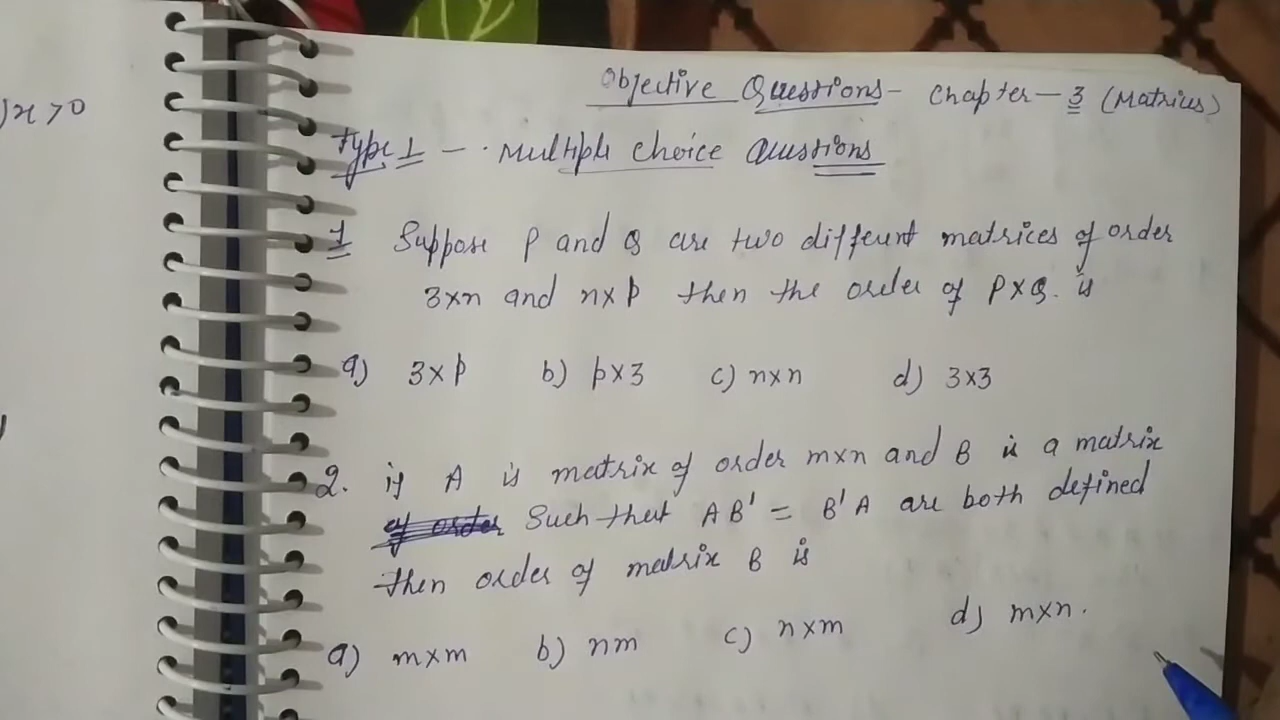 ) x > 0
Objective Questions - Chapter - 3 (Matrices)
Type 1 - . Multiple Choice Questions
1 Suppose P and Q are two different matrices of order
3×n and n×p then the order of P×Q. is
a) 3×p b) p×3 c) n×n d) 3×3
2. if A is matrix of order m×n and B is a matrix
of order Such that AB' = B'A are both defined
then order of matrix B is
a) m×m b) nm c) n×m d) m×n.